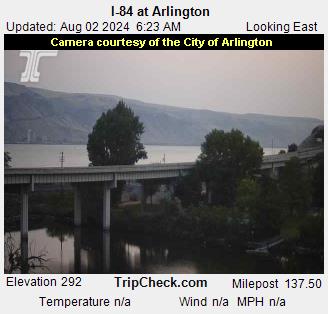 I-84 at Arlington
Updated: Aug 02 2024 6:23 AM Looking East
Camera courtesy of the City of Arlington
Elevation 292 TripCheck.com Milepost 137.50
Temperature n/a Wind n/a MPH n/a